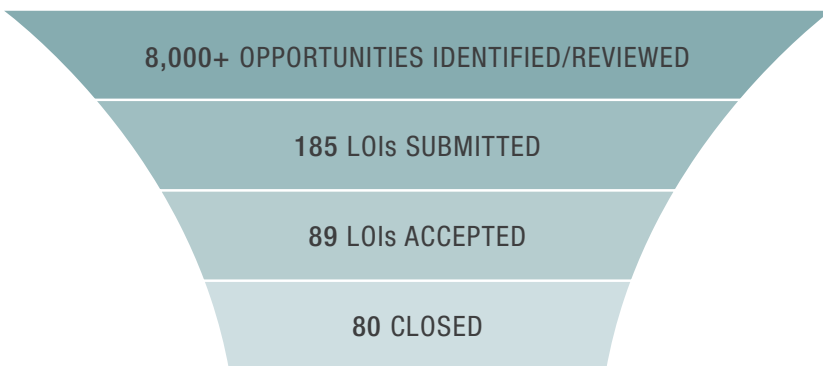 8,000+ OPPORTUNITIES IDENTIFIED/REVIEWED
185 LOIs SUBMITTED
89 LOIs ACCEPTED
80 CLOSED